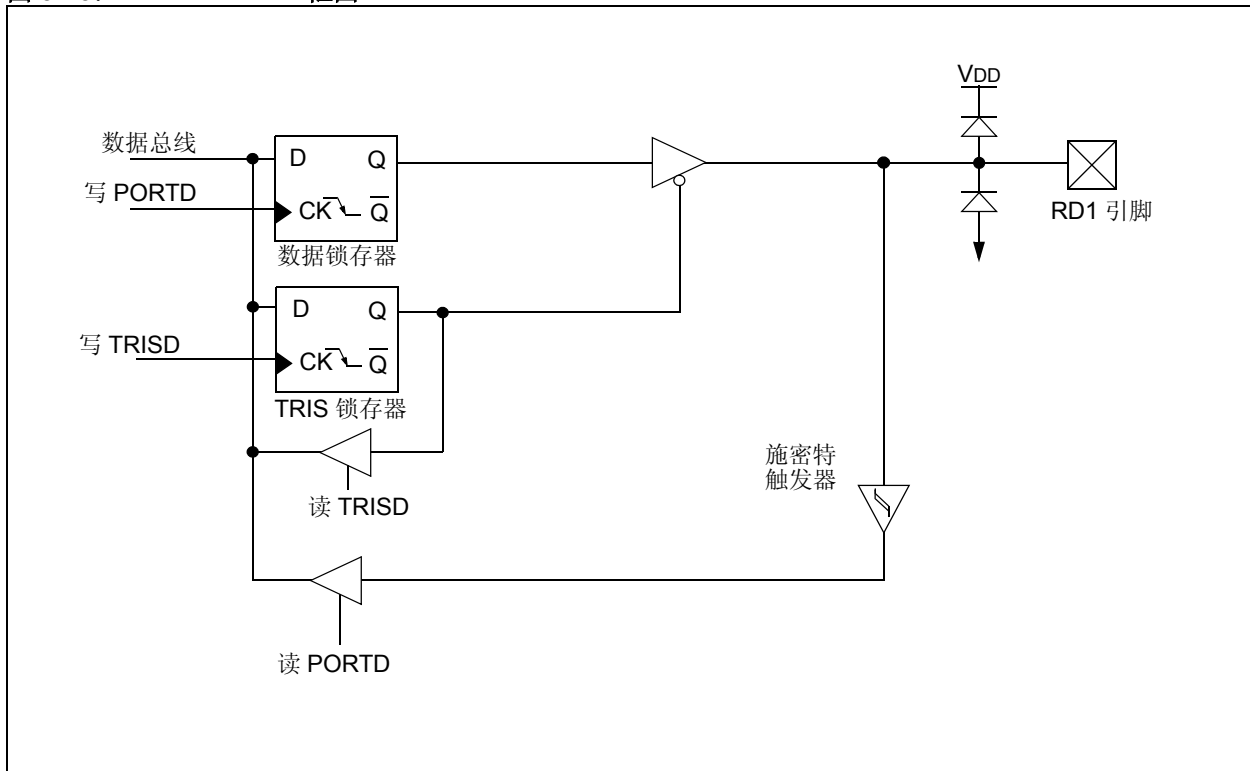 VDD
数据总线
D Q
写 PORTD
CK Q
RD1 引脚
数据锁存器
D Q
写 TRISD
CK Q
TRIS 锁存器
施密特
触发器
读 TRISD
读 PORTD